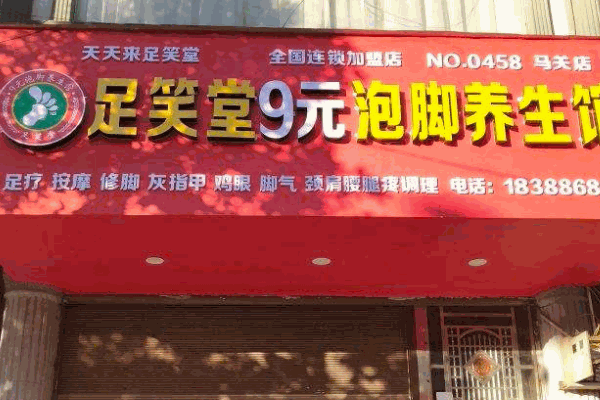 天天来足笑堂 全国连锁加盟店 NO.0458 马关店
足笑堂9元泡脚养生馆
足疗 按摩 修脚 灰指甲 鸡眼 脚气 颈肩腰腿疼调理 电话：1838868